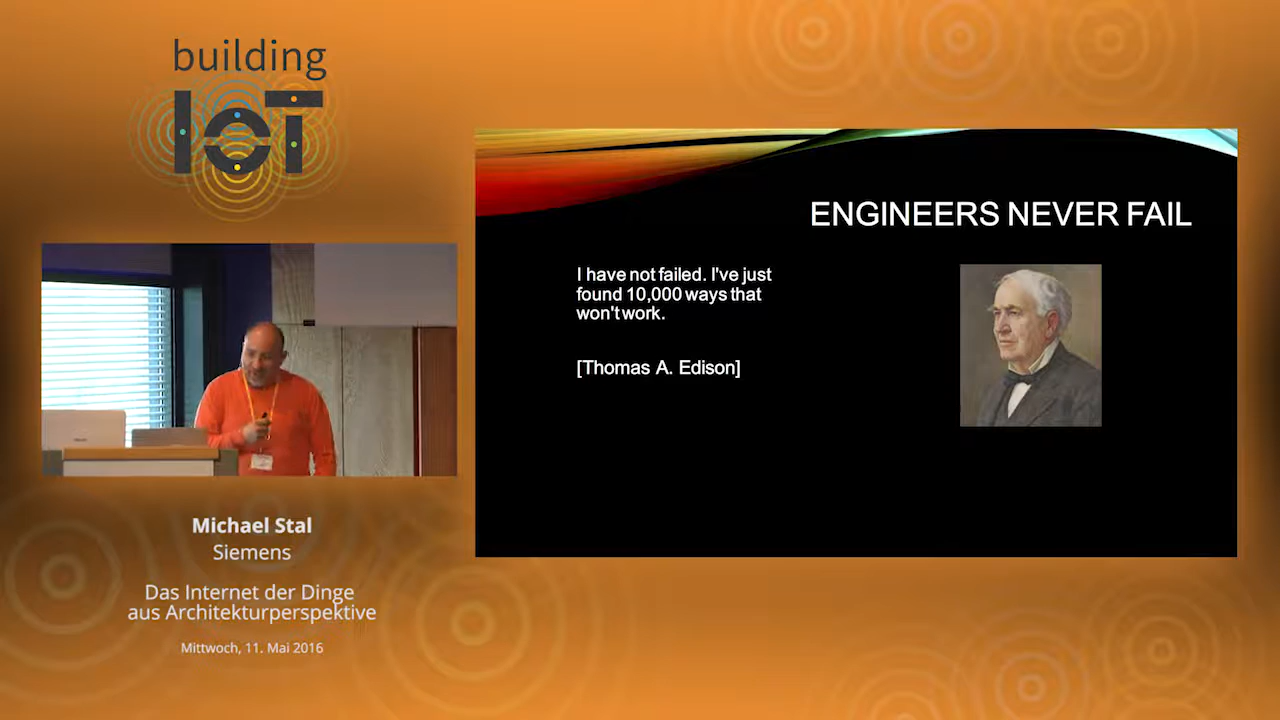 building
IoT
ENGINEERS NEVER FAIL
I have not failed. I've just
found 10,000 ways that
won't work.
[Thomas A. Edison]
Michael Stal
Siemens
Das Internet der Dinge
aus Architekturperspektive
Mittwoch, 11. Mai 2016